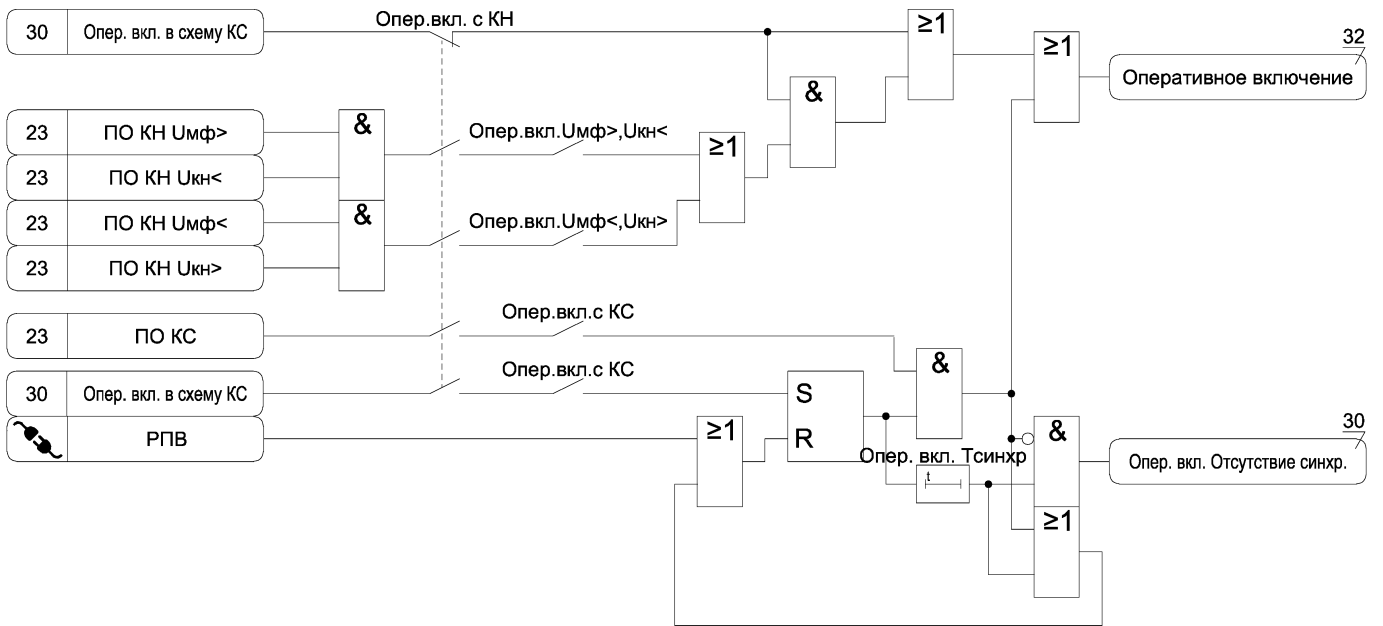 Опер.вкл. с КН
30 Опер. вкл. в схему КС
≥1
≥1
32
Оперативное включение
&
23 ПО КН Uмф>
&
Опер.вкл.Uмф>,Uкн<
≥1
23 ПО КН Uкн<
23 ПО КН Uмф<
&
Опер.вкл.Uмф<,Uкн>
23 ПО КН Uкн>
Опер.вкл.с КС
23 ПО КС
&
Опер.вкл.с КС
30 Опер. вкл. в схему КС
S
РПВ
≥1
R
&
30
Опер. вкл. Tсинхр
Опер. вкл. Отсутствие синхр.
t
≥1